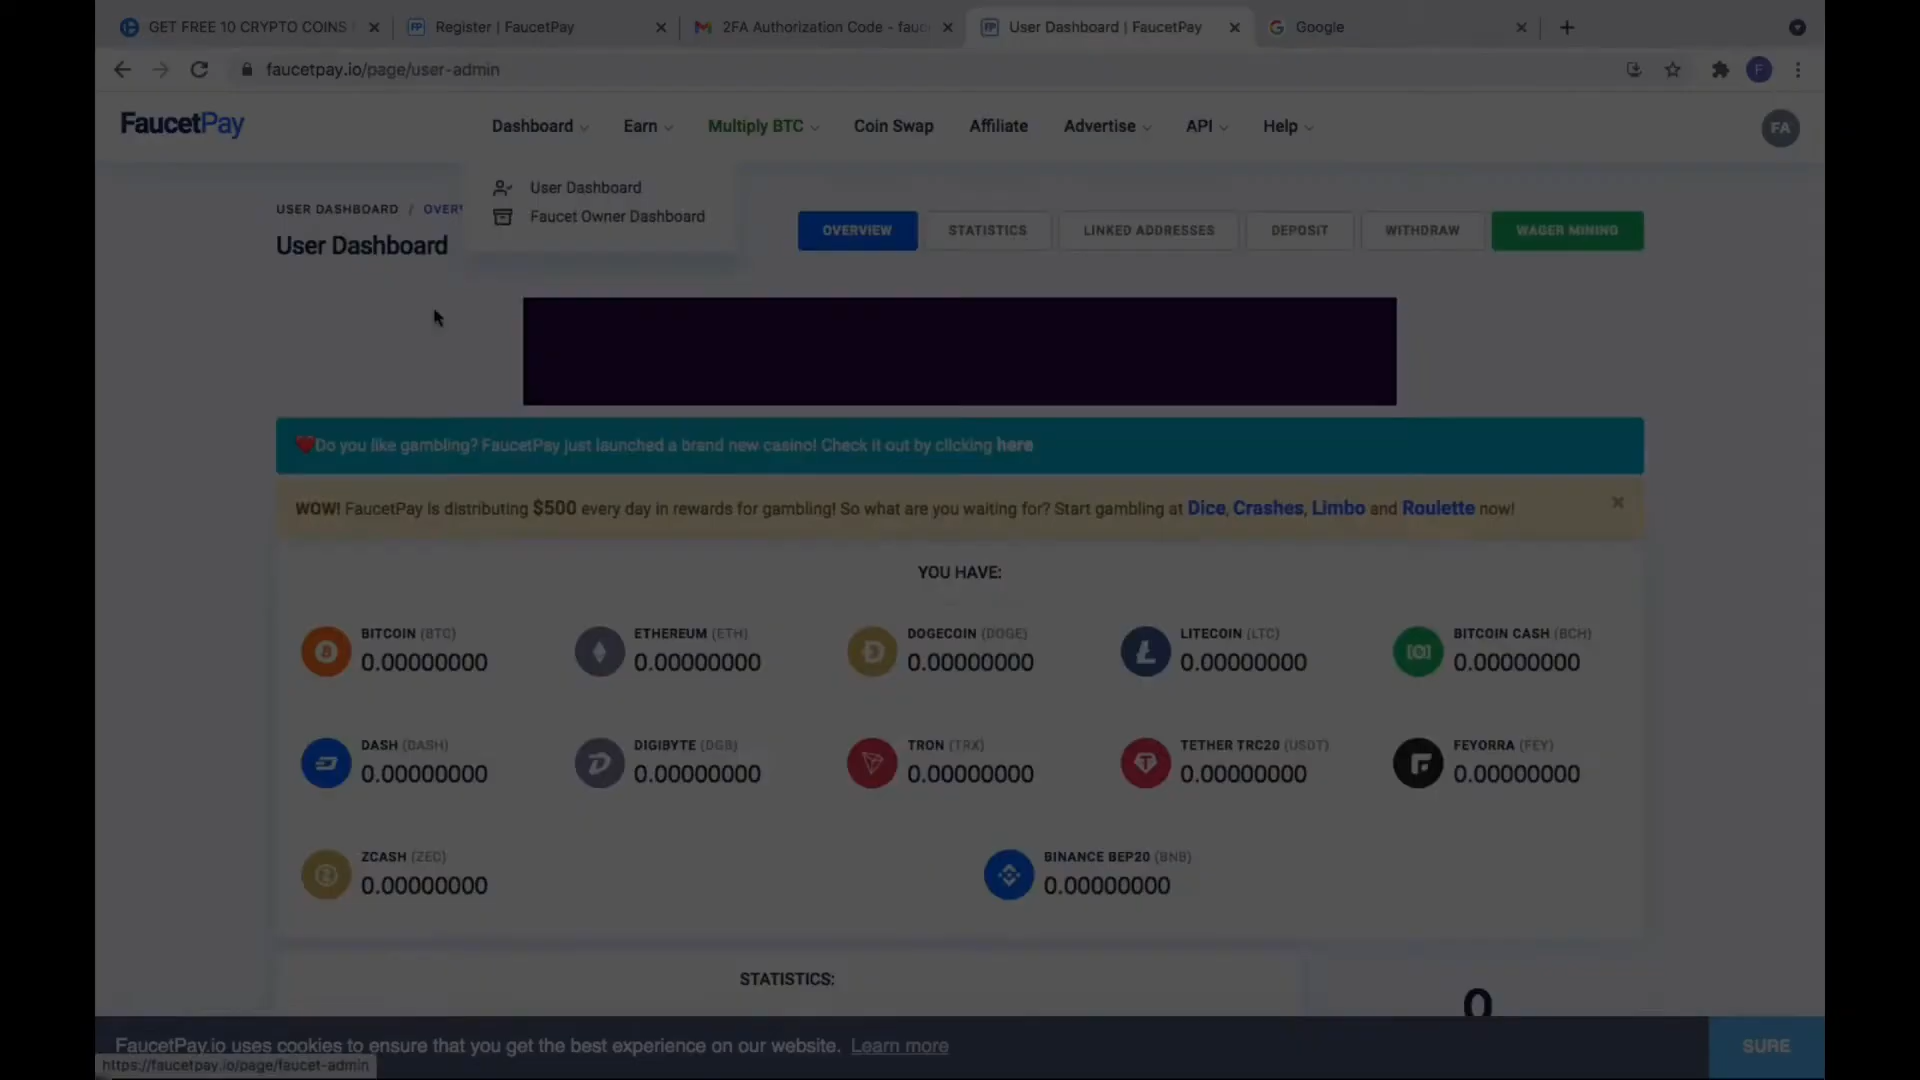 GET FREE 10 CRYPTO COINS
Register | FaucetPay
2FA Authorization Code - fauc
User Dashboard | FaucetPay
Google
faucetpay.io/page/user-admin
F
FaucetPay
Dashboard
Earn
Multiply BTC
Coin Swap
Affiliate
Advertise
API
Help
FA
User Dashboard
Faucet Owner Dashboard
USER DASHBOARD / OVERV
User Dashboard
OVERVIEW
STATISTICS
LINKED ADDRESSES
DEPOSIT
WITHDRAW
WAGER MINING
Do you like gambling? FaucetPay just launched a brand new casino! Check it out by clicking here
WOW! FaucetPay is distributing $500 every day in rewards for gambling! So what are you waiting for? Start gambling at Dice, Crashes, Limbo and Roulette now!
YOU HAVE:
BITCOIN (BTC)
0.00000000
ETHEREUM (ETH)
0.00000000
DOGECOIN (DOGE)
0.00000000
LITECOIN (LTC)
0.00000000
BITCOIN CASH (BCH)
0.00000000
DASH (DASH)
0.00000000
DIGIBYTE (DGB)
0.00000000
TRON (TRX)
0.00000000
TETHER TRC20 (USDT)
0.00000000
FEYORRA (FEY)
0.00000000
ZCASH (ZEC)
0.00000000
BINANCE BEP20 (BNB)
0.00000000
STATISTICS:
0
FaucetPay.io uses cookies to ensure that you get the best experience on our website. Learn more
SURE
https://faucetpay.io/page/faucet-admin